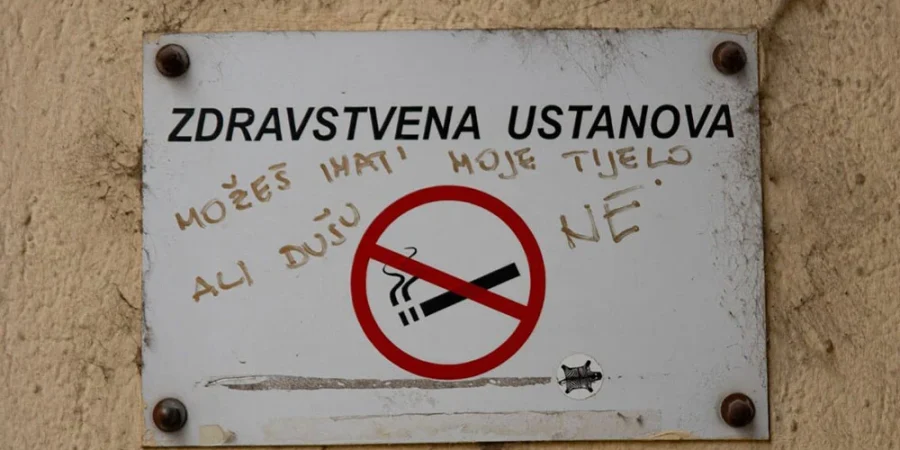 ZDRAVSTVENA USTANOVA
MOŽEŠ IMATI MOJE TIJELO
ALI DUŠU NE